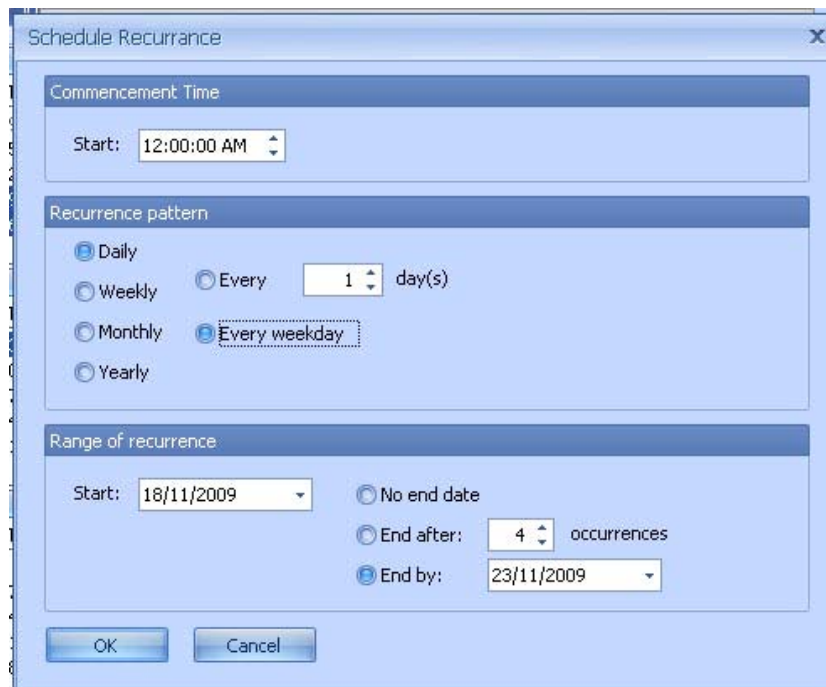 Schedule Recurrance
x
Commencement Time
Start: 12:00:00 AM
Recurrence pattern
Daily
Weekly
Every 1 day(s)
Monthly
Every weekday
Yearly
Range of recurrence
Start: 18/11/2009
No end date
End after: 4 occurrences
End by: 23/11/2009
OK Cancel